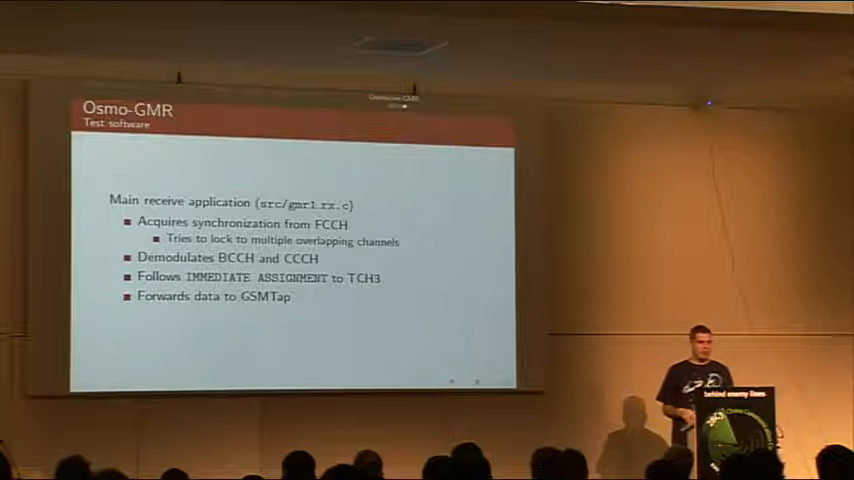 Osmo-GMR
Test software
Main receive application (src/gmr1_rx.c)
Acquires synchronization from FCCH
Tries to lock to multiple overlapping channels
Demodulates BCCH and CCCH
Follows IMMEDIATE ASSIGNMENT to TCH3
Forwards data to GSMTap
behind enemy lines
28C3